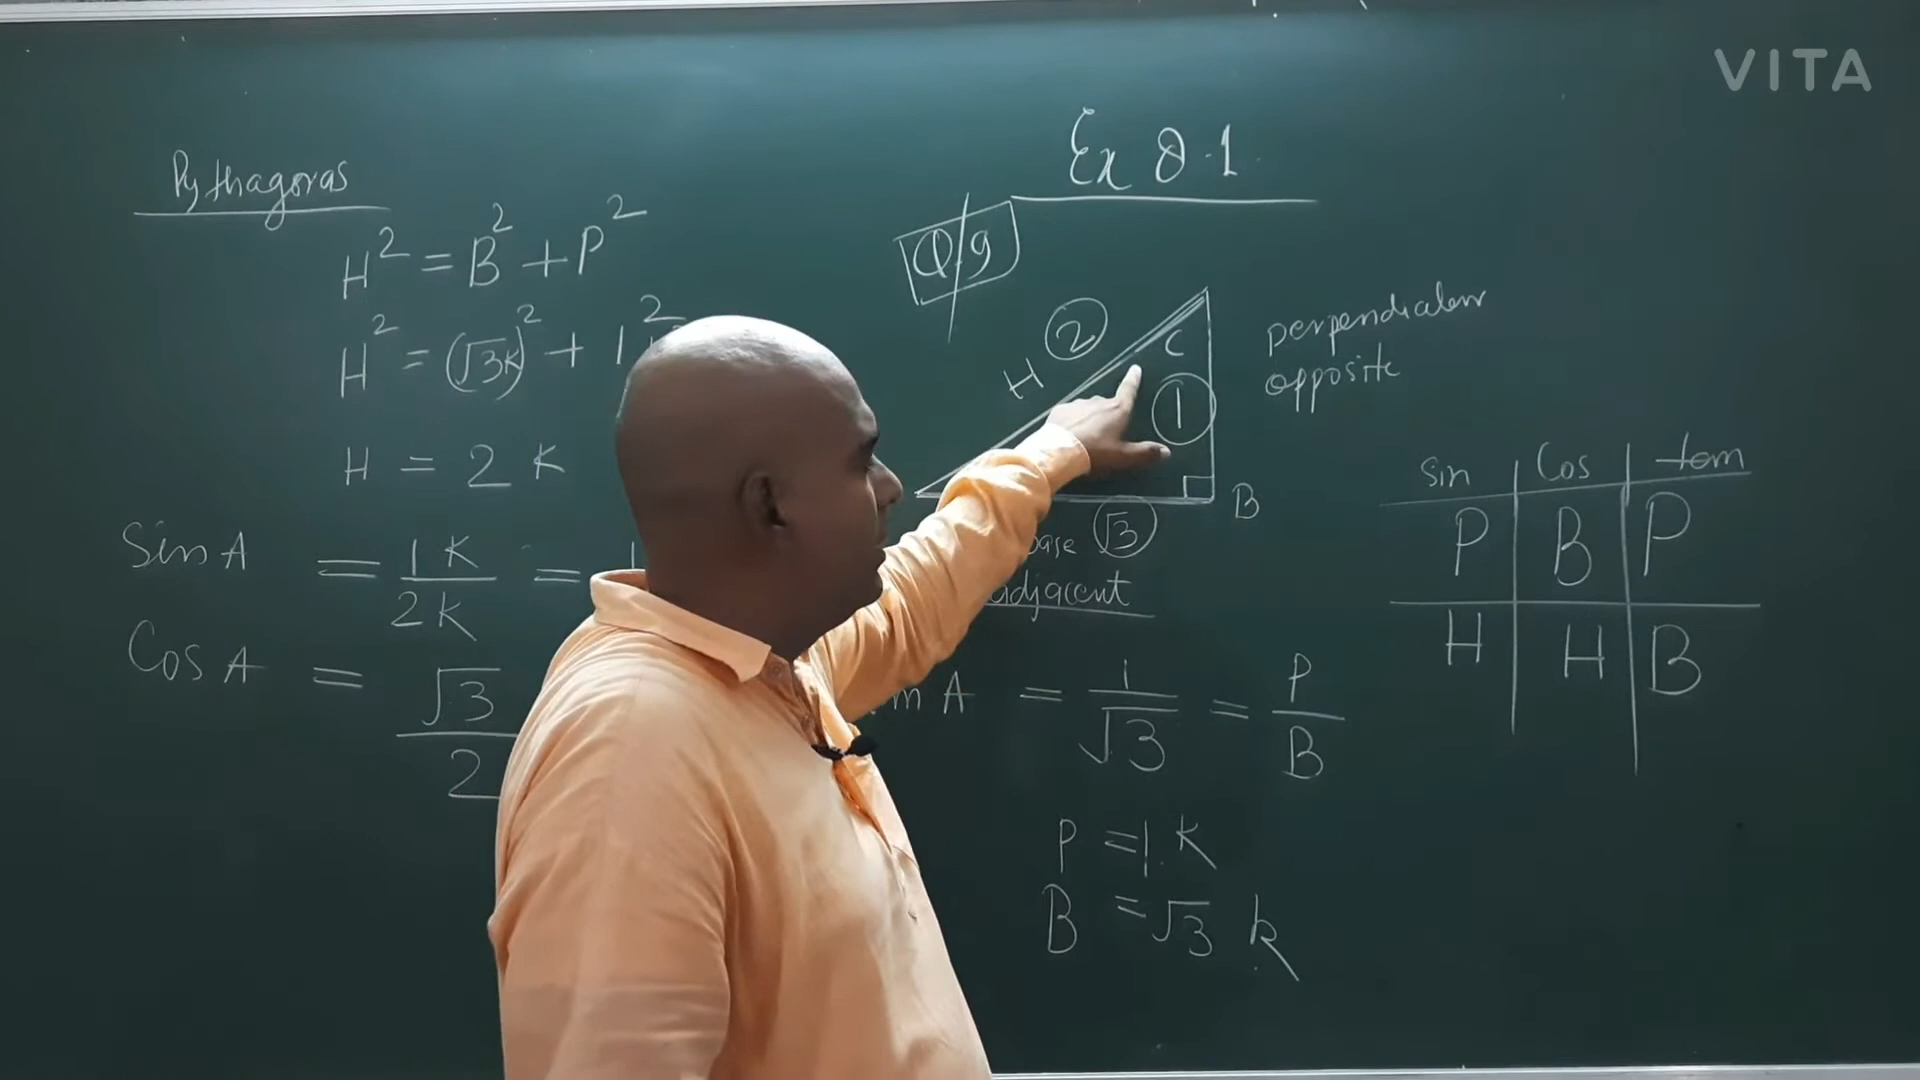 VITA
Ex 8.1
Pythagoras
Q/9
H² = B² + P²
H² = (√3K)² + 1
H = 2K
Sin A = 1K/2K = 1
Cos A = √3/2
H 2
C
1
B
√3
adjacent
perpendicular
opposite
A = 1/√3 = P/B
P = 1.K
B = √3 k
Sin Cos tan
P B P
H H B